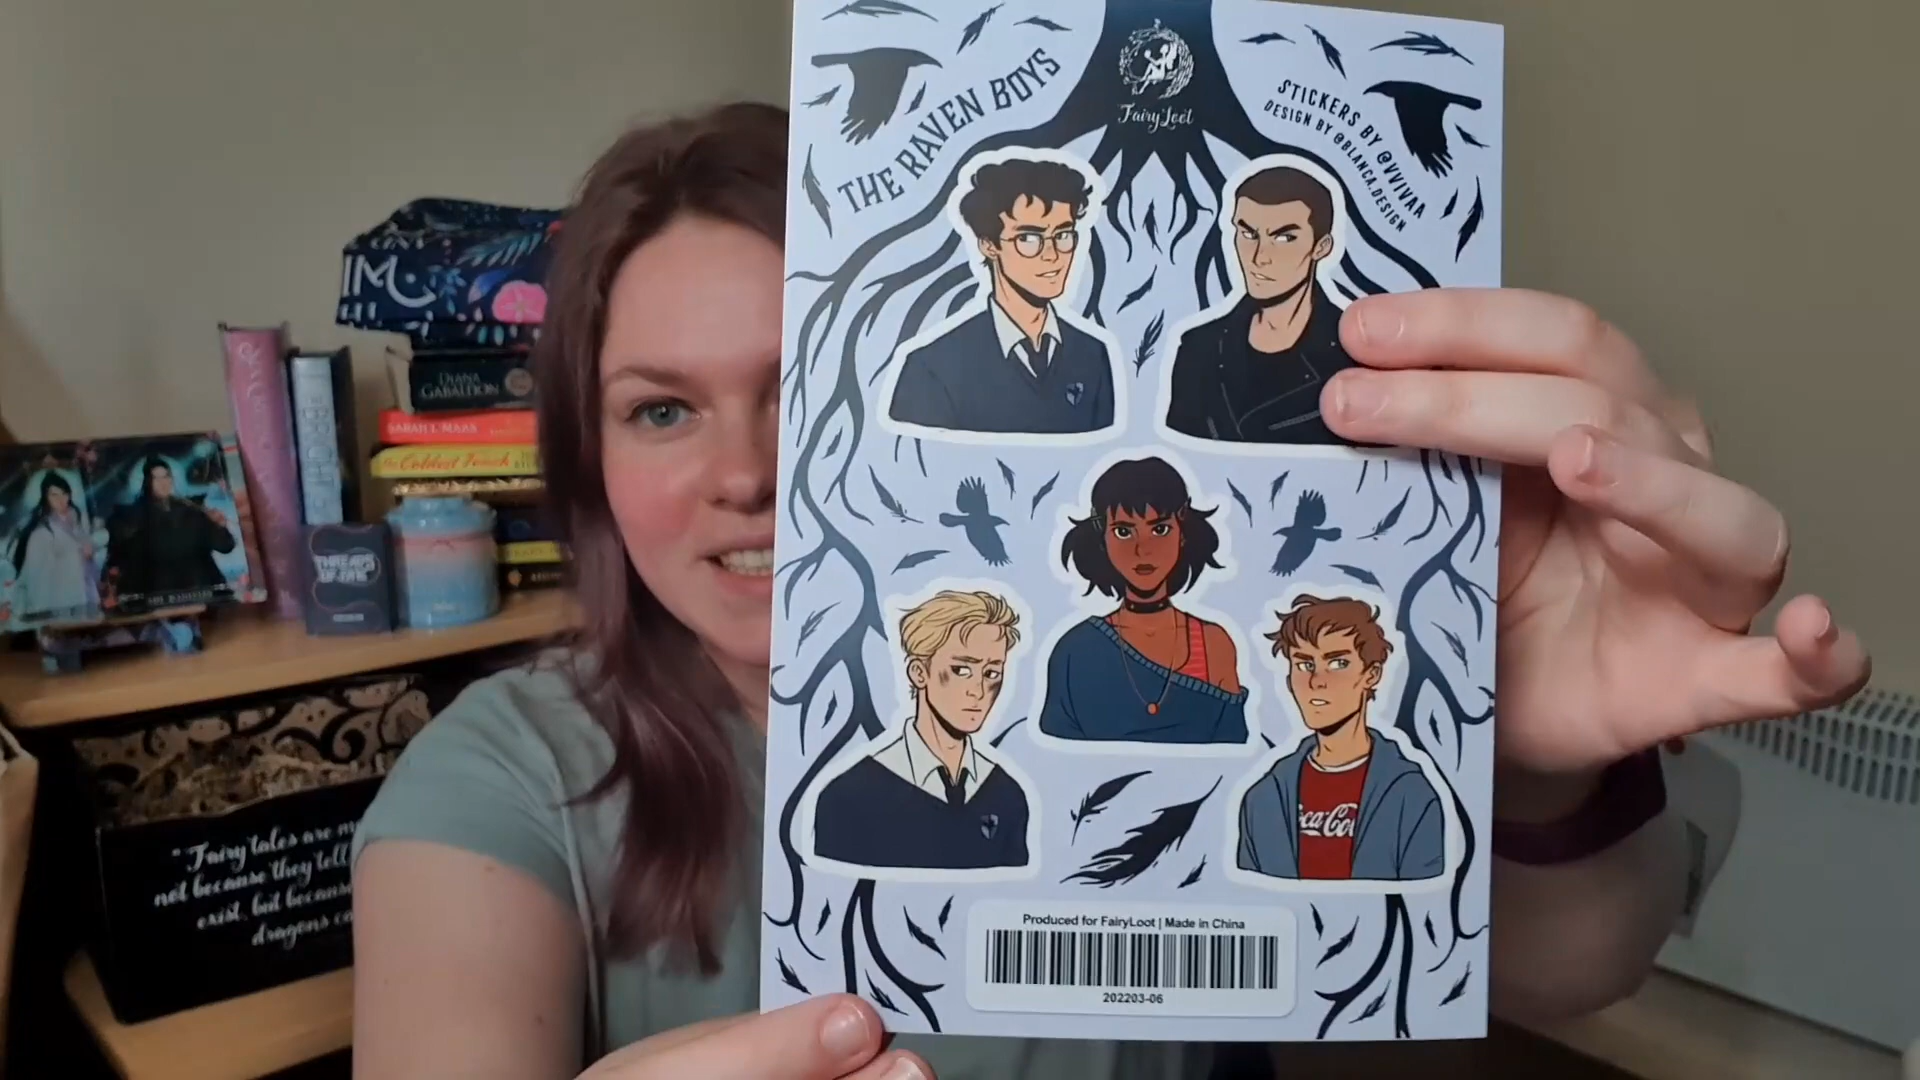 THE RAVEN BOYS
FairyLoot
STICKERS BY @VVIVAA
DESIGN BY @BLANCA.DESIGN
DIANA
GABALDON
SARAH J. MAAS
The Coldest Touch
THREADS
"Fairy tales are m
not because they tell
exist, but because
dragons ca
Produced for FairyLoot | Made in China
202203-06